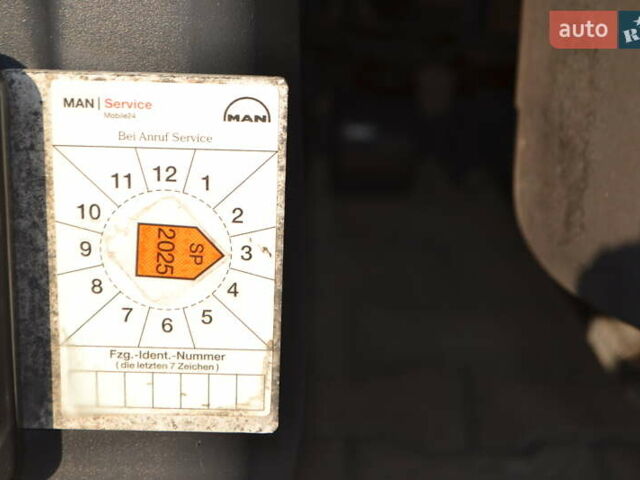 auto
R
MAN | Service
Mobile24
MAN
Bei Anruf Service
12
1
2
3
4
5
6
7
8
9
10
11
SP
2025
Fzg.-Ident.-Nummer
( die letzten 7 Zeichen )